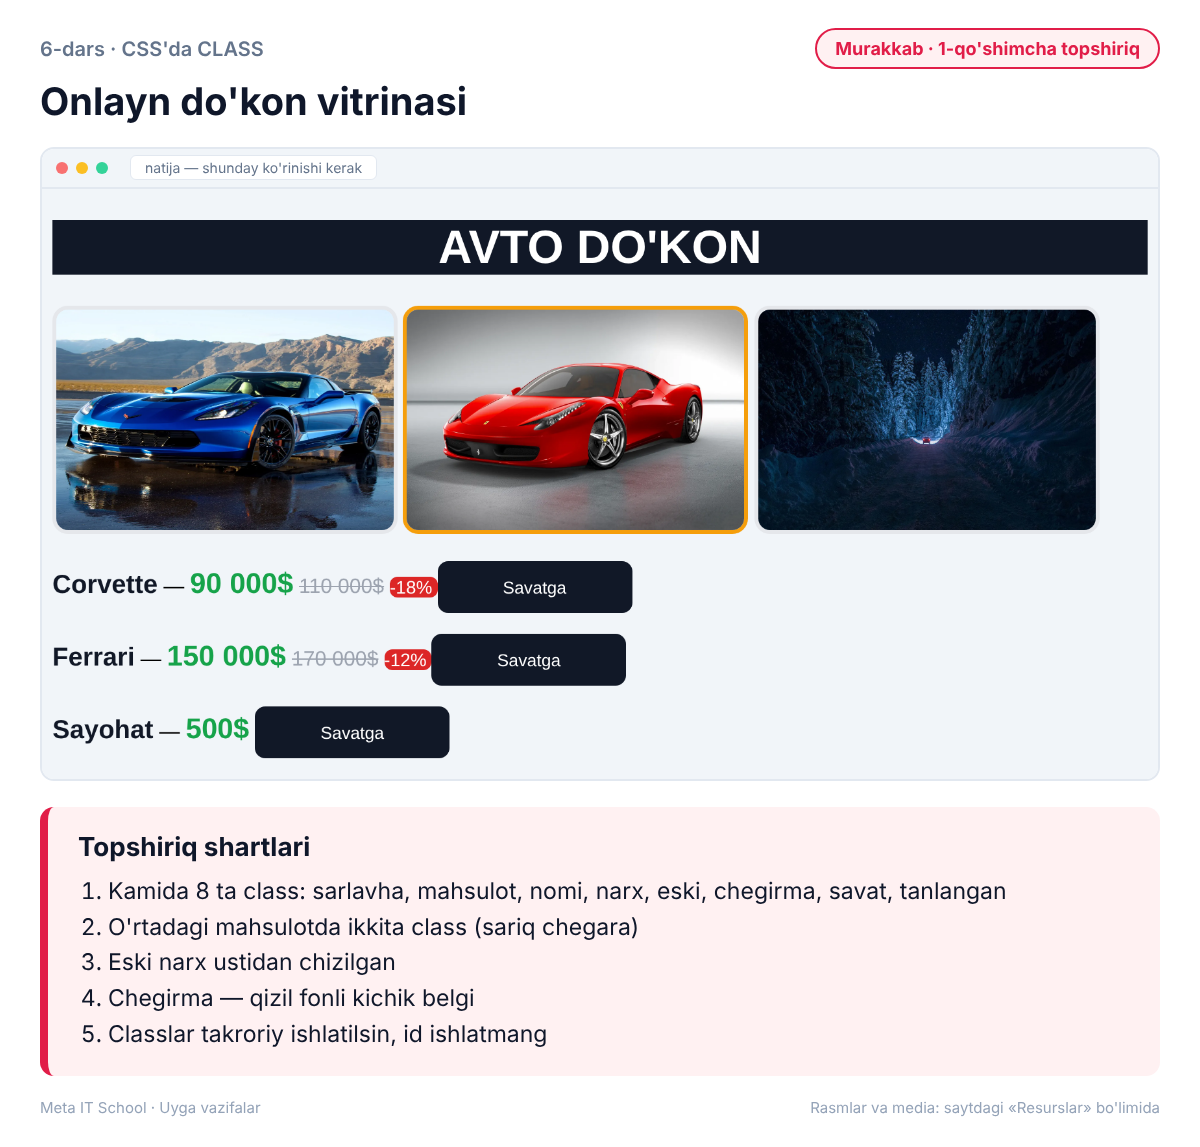 6-dars · CSS'da CLASS
Murakkab · 1-qo'shimcha topshiriq
Onlayn do'kon vitrinasi
natija — shunday ko'rinishi kerak
AVTO DO'KON
Corvette — 90 000$ 110 000$ -18% Savatga
Ferrari — 150 000$ 170 000$ -12% Savatga
Sayohat — 500$ Savatga
Topshiriq shartlari
1. Kamida 8 ta class: sarlavha, mahsulot, nomi, narx, eski, chegirma, savat, tanlangan
2. O'rtadagi mahsulotda ikkita class (sariq chegara)
3. Eski narx ustidan chizilgan
4. Chegirma — qizil fonli kichik belgi
5. Classlar takroriy ishlatilsin, id ishlatmang
Meta IT School · Uyga vazifalar
Rasmlar va media: saytdagi «Resurslar» bo'limida